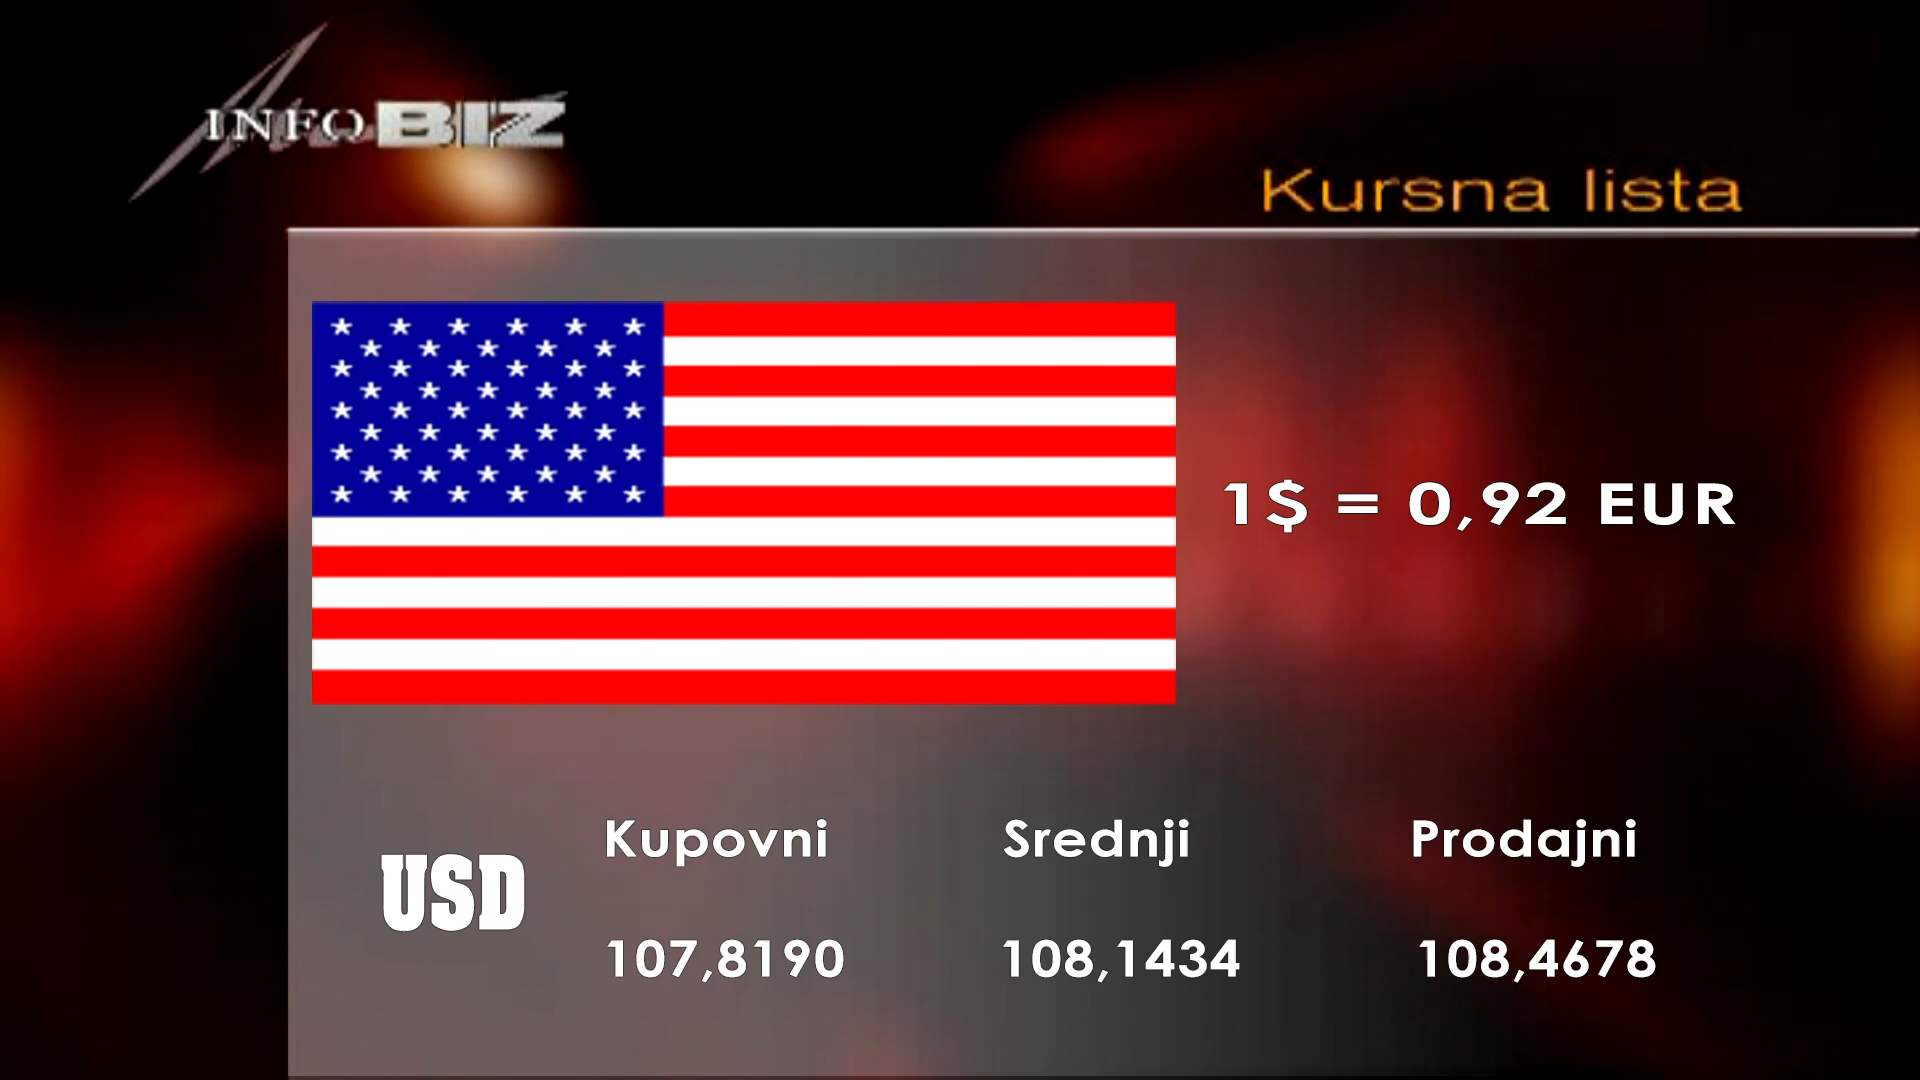 INFO BIZ
Kursna lista
1$ = 0,92 EUR
Kupovni Srednji Prodajni
USD
107,8190 108,1434 108,4678